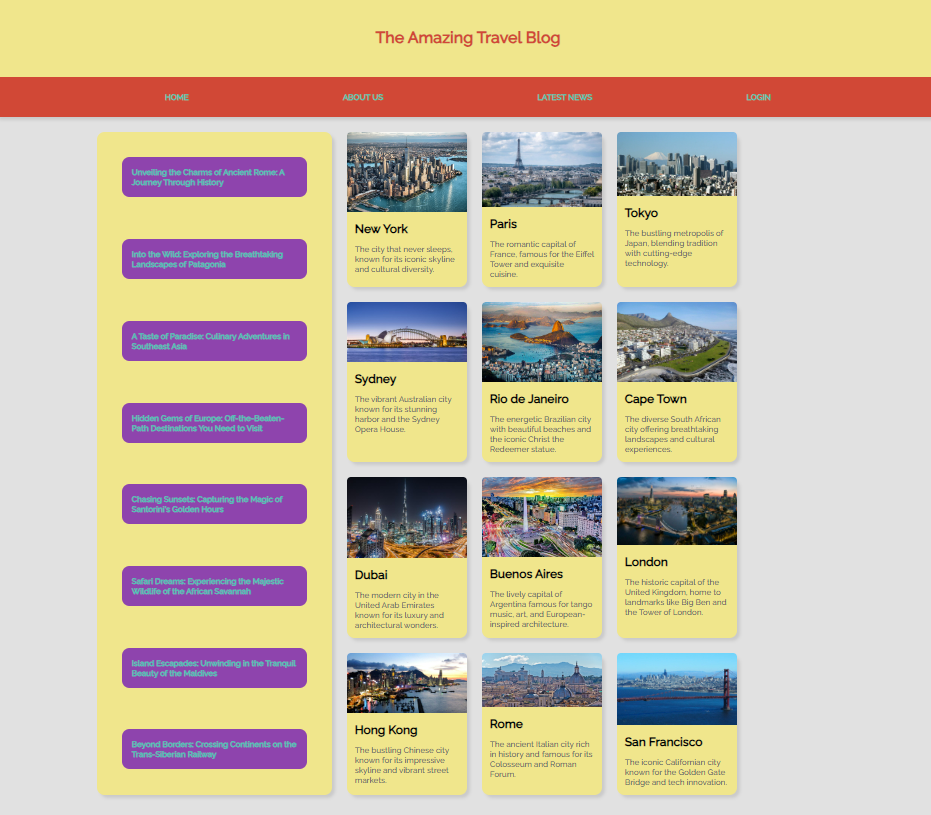 The Amazing Travel Blog
HOME
ABOUT US
LATEST NEWS
LOGIN
Unveiling the Charms of Ancient Rome: A
Journey Through History
Into the Wild: Exploring the Breathtaking
Landscapes of Patagonia
A Taste of Paradise: Culinary Adventures in
Southeast Asia
Hidden Gems of Europe: Off-the-Beaten-
Path Destinations You Need to Visit
Chasing Sunsets: Capturing the Magic of
Santorini's Golden Hours
Safari Dreams: Experiencing the Majestic
Wildlife of the African Savannah
Island Escapades: Unwinding in the Tranquil
Beauty of the Maldives
Beyond Borders: Crossing Continents on the
Trans-Siberian Railway
New York
The city that never sleeps,
known for its iconic skyline
and cultural diversity.
Paris
The romantic capital of
France, famous for the Eiffel
Tower and exquisite
cuisine.
Tokyo
The bustling metropolis of
Japan, blending tradition
with cutting-edge
technology.
Sydney
The vibrant Australian city
known for its stunning
harbor and the Sydney
Opera House.
Rio de Janeiro
The energetic Brazilian city
with beautiful beaches and
the iconic Christ the
Redeemer statue.
Cape Town
The diverse South African
city offering breathtaking
landscapes and cultural
experiences.
Dubai
The modern city in the
United Arab Emirates
known for its luxury and
architectural wonders.
Buenos Aires
The lively capital of
Argentina famous for tango
music, art, and European-
inspired architecture.
London
The historic capital of the
United Kingdom, home to
landmarks like Big Ben and
the Tower of London.
Hong Kong
The bustling Chinese city
known for its impressive
skyline and vibrant street
markets.
Rome
The ancient Italian city rich
in history and famous for its
Colosseum and Roman
Forum.
San Francisco
The iconic Californian city
known for the Golden Gate
Bridge and tech innovation.